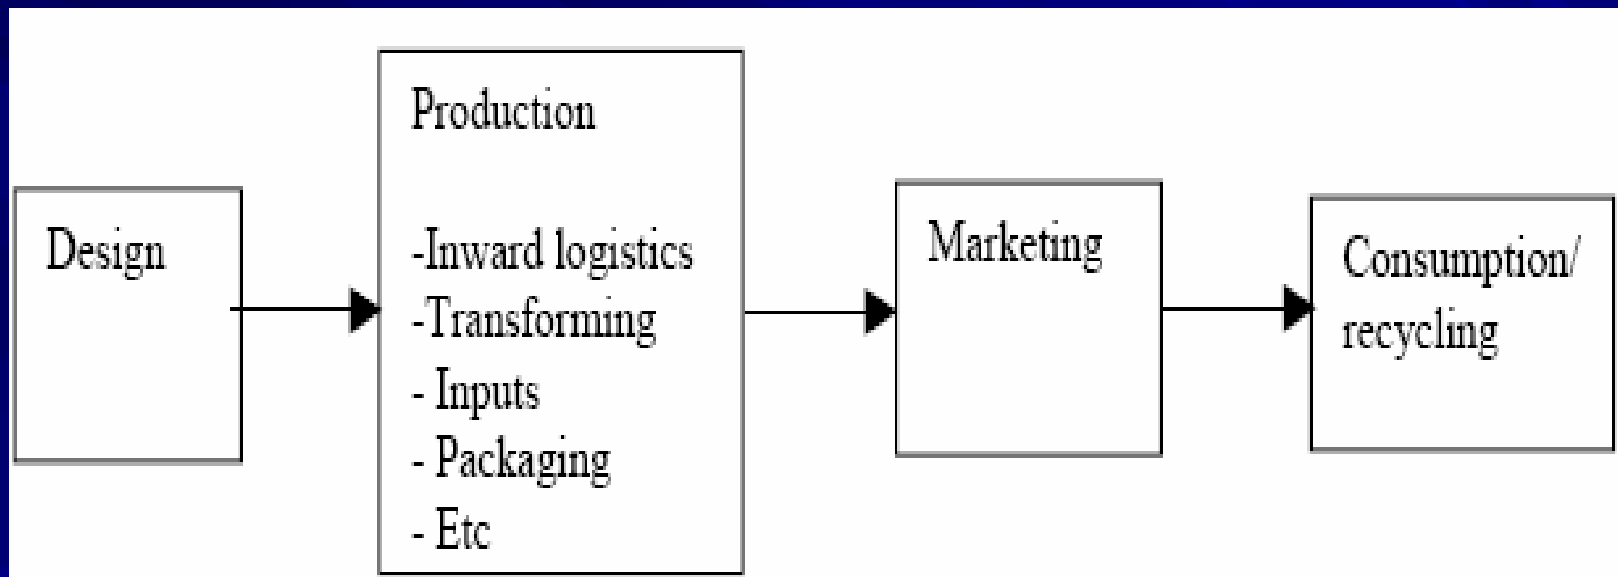 Design
Production
-Inward logistics
-Transforming
- Inputs
- Packaging
- Etc
Marketing
Consumption/
recycling